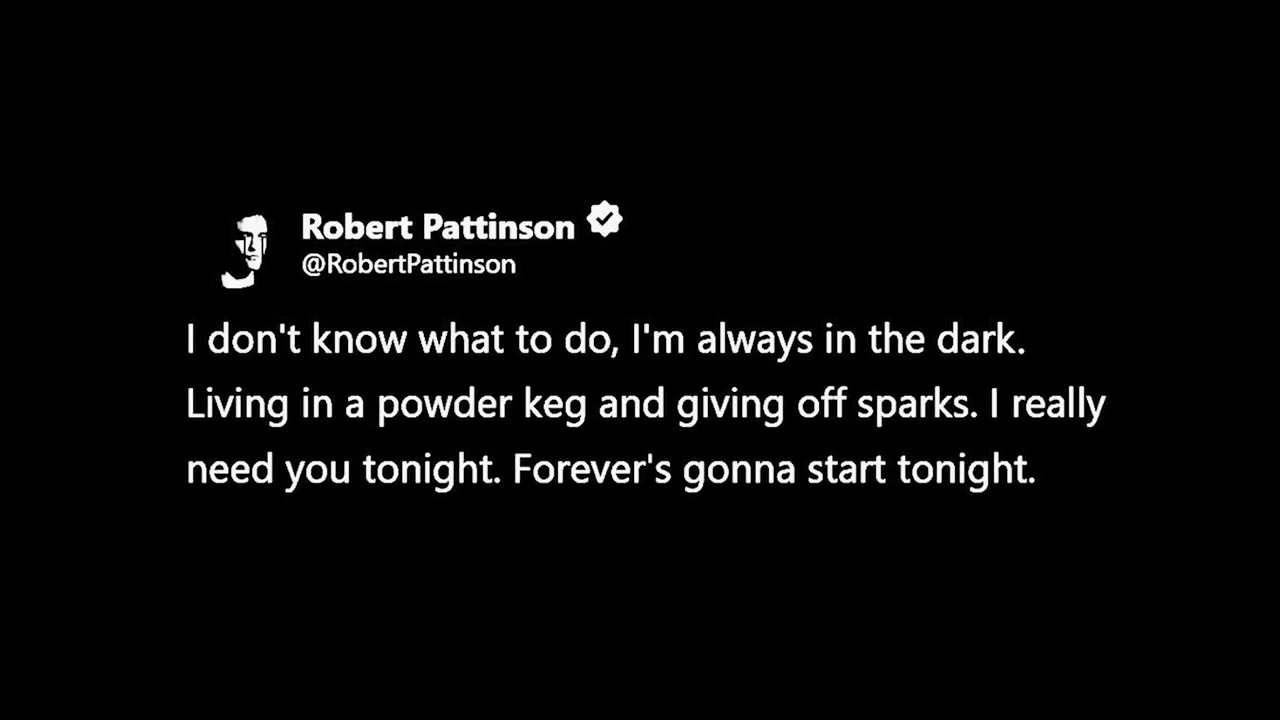 Robert Pattinson
@RobertPattinson
I don't know what to do, I'm always in the dark.
Living in a powder keg and giving off sparks. I really
need you tonight. Forever's gonna start tonight.